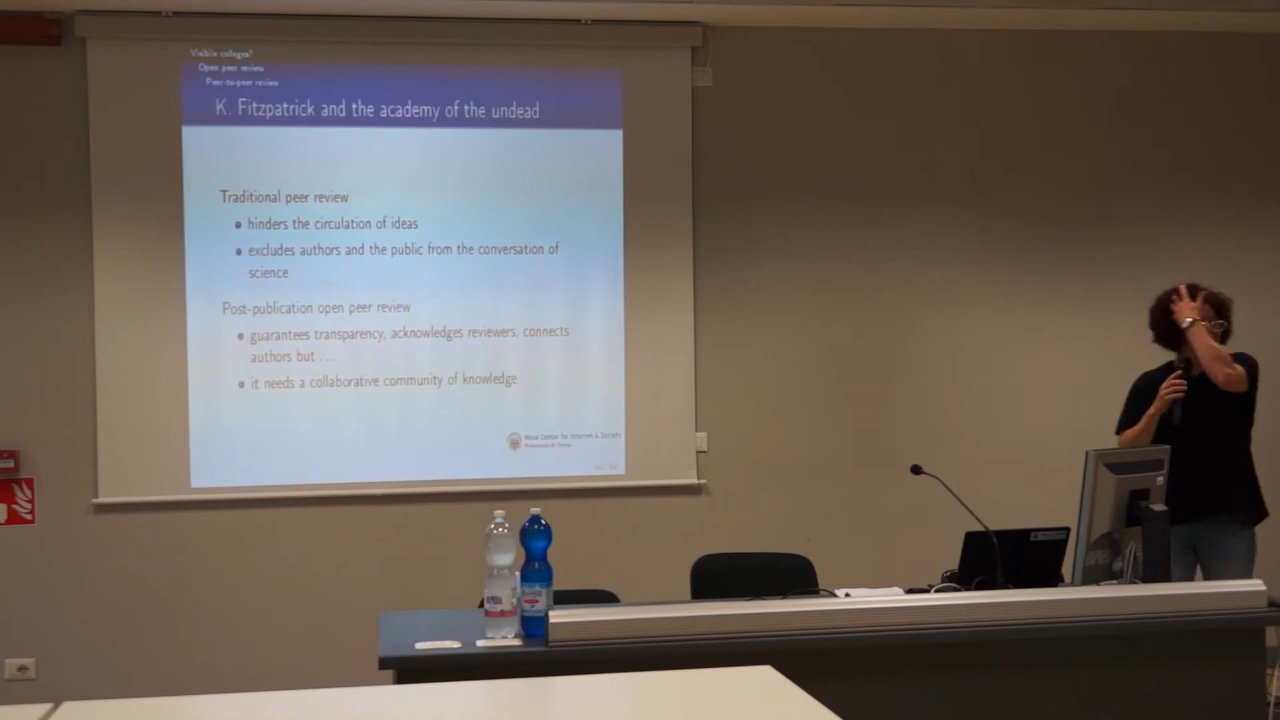 Visible colleges?
Open peer review
Peer-to-peer review
K. Fitzpatrick and the academy of the undead
Traditional peer review
hinders the circulation of ideas
excludes authors and the public from the conversation of
science
Post-publication open peer review
guarantees transparency, acknowledges reviewers, connects
authors but ...
it needs a collaborative community of knowledge
Nexa Center for Internet & Society
Politecnico di Torino